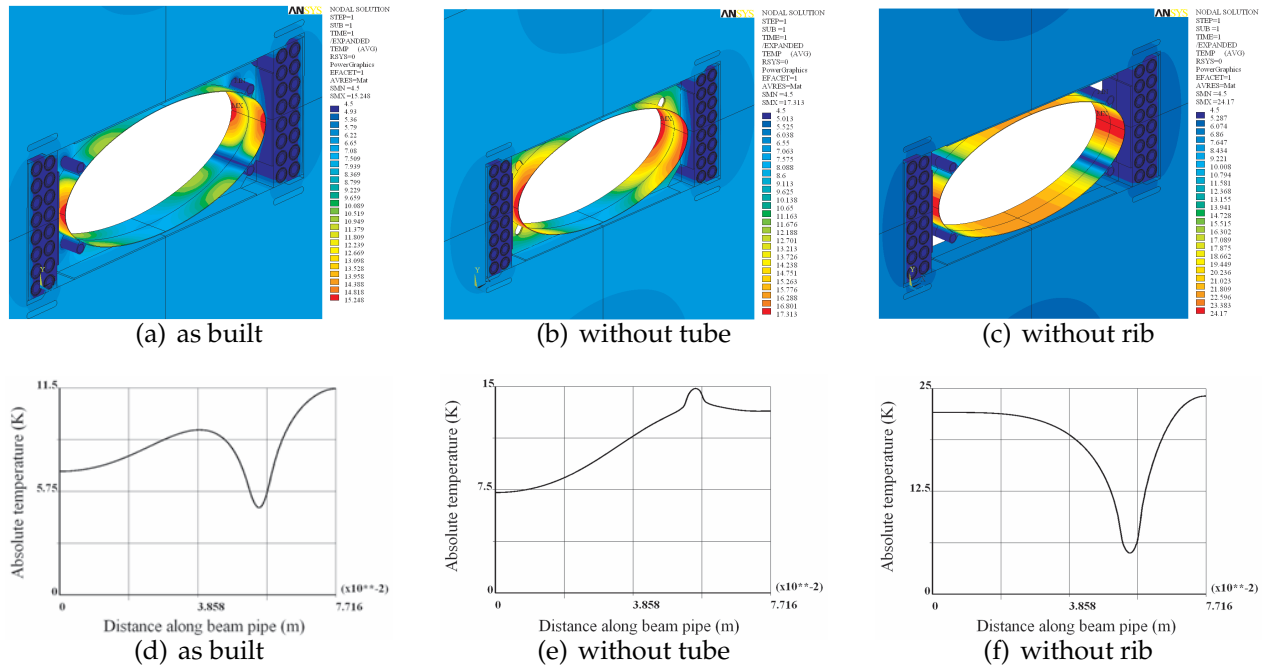 ANSYS
NODAL SOLUTION
STEP=1
SUB =1
TIME=1
/EXPANDED
TEMP (AVG)
RSYS=0
PowerGraphics
EFACET=1
AVRES=Mat
SMN =4.5
SMX =15.248
4.5
4.93
5.36
5.79
6.22
6.65
7.08
7.509
7.939
8.369
8.799
9.229
9.659
10.089
10.519
10.949
11.379
11.809
12.239
12.669
13.098
13.528
13.958
14.388
14.818
15.248
MX
Y
(a) as built
ANSYS
NODAL SOLUTION
STEP=1
SUB =1
TIME=1
/EXPANDED
TEMP (AVG)
RSYS=0
PowerGraphics
EFACET=1
AVRES=Mat
SMN =4.5
SMX =17.313
4.5
5.013
5.525
6.038
6.55
7.063
7.575
8.088
8.6
9.113
9.625
10.138
10.65
11.163
11.676
12.188
12.701
13.213
13.726
14.238
14.751
15.263
15.776
16.288
16.801
17.313
MX
Y
(b) without tube
ANSYS
NODAL SOLUTION
STEP=1
SUB =1
TIME=1
/EXPANDED
TEMP (AVG)
RSYS=0
PowerGraphics
EFACET=1
AVRES=Mat
SMN =4.5
SMX =24.17
4.5
5.287
6.074
6.86
7.647
8.434
9.221
10.008
10.794
11.581
12.368
13.155
13.941
14.728
15.515
16.302
17.089
17.875
18.662
19.449
20.236
21.023
21.809
22.596
23.383
24.17
Y
(c) without rib
Absolute temperature (K)
11.5
5.75
0
(x10**-2)
0
3.858
7.716
Distance along beam pipe (m)
(d) as built
Absolute temperature (K)
15
7.5
0
(x10**-2)
0
3.858
7.716
Distance along beam pipe (m)
(e) without tube
Absolute temperature (K)
25
12.5
0
(x10**-2)
0
3.858
7.716
Distance along beam pipe (m)
(f) without rib